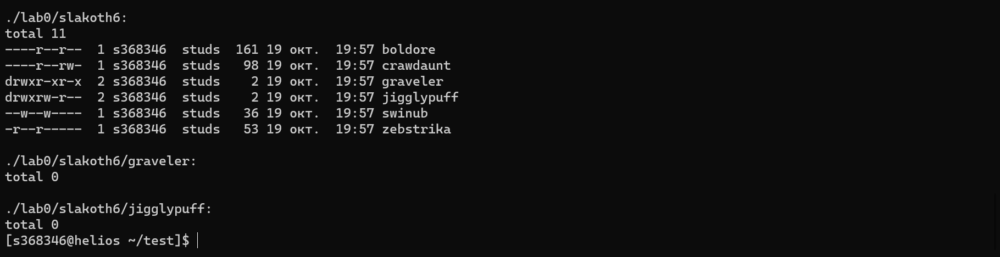 ./lab0/slakoth6:
total 11
----r--r--  1 s368346  studs  161 19 окт.  19:57 boldore
----r--rw-  1 s368346  studs   98 19 окт.  19:57 crawdaunt
drwxr-xr-x  2 s368346  studs    2 19 окт.  19:57 graveler
drwxrw-r--  2 s368346  studs    2 19 окт.  19:57 jigglypuff
--w--w----  1 s368346  studs   36 19 окт.  19:57 swinub
-r--r-----  1 s368346  studs   53 19 окт.  19:57 zebstrika
./lab0/slakoth6/graveler:
total 0
./lab0/slakoth6/jigglypuff:
total 0
[s368346@helios ~/test]$